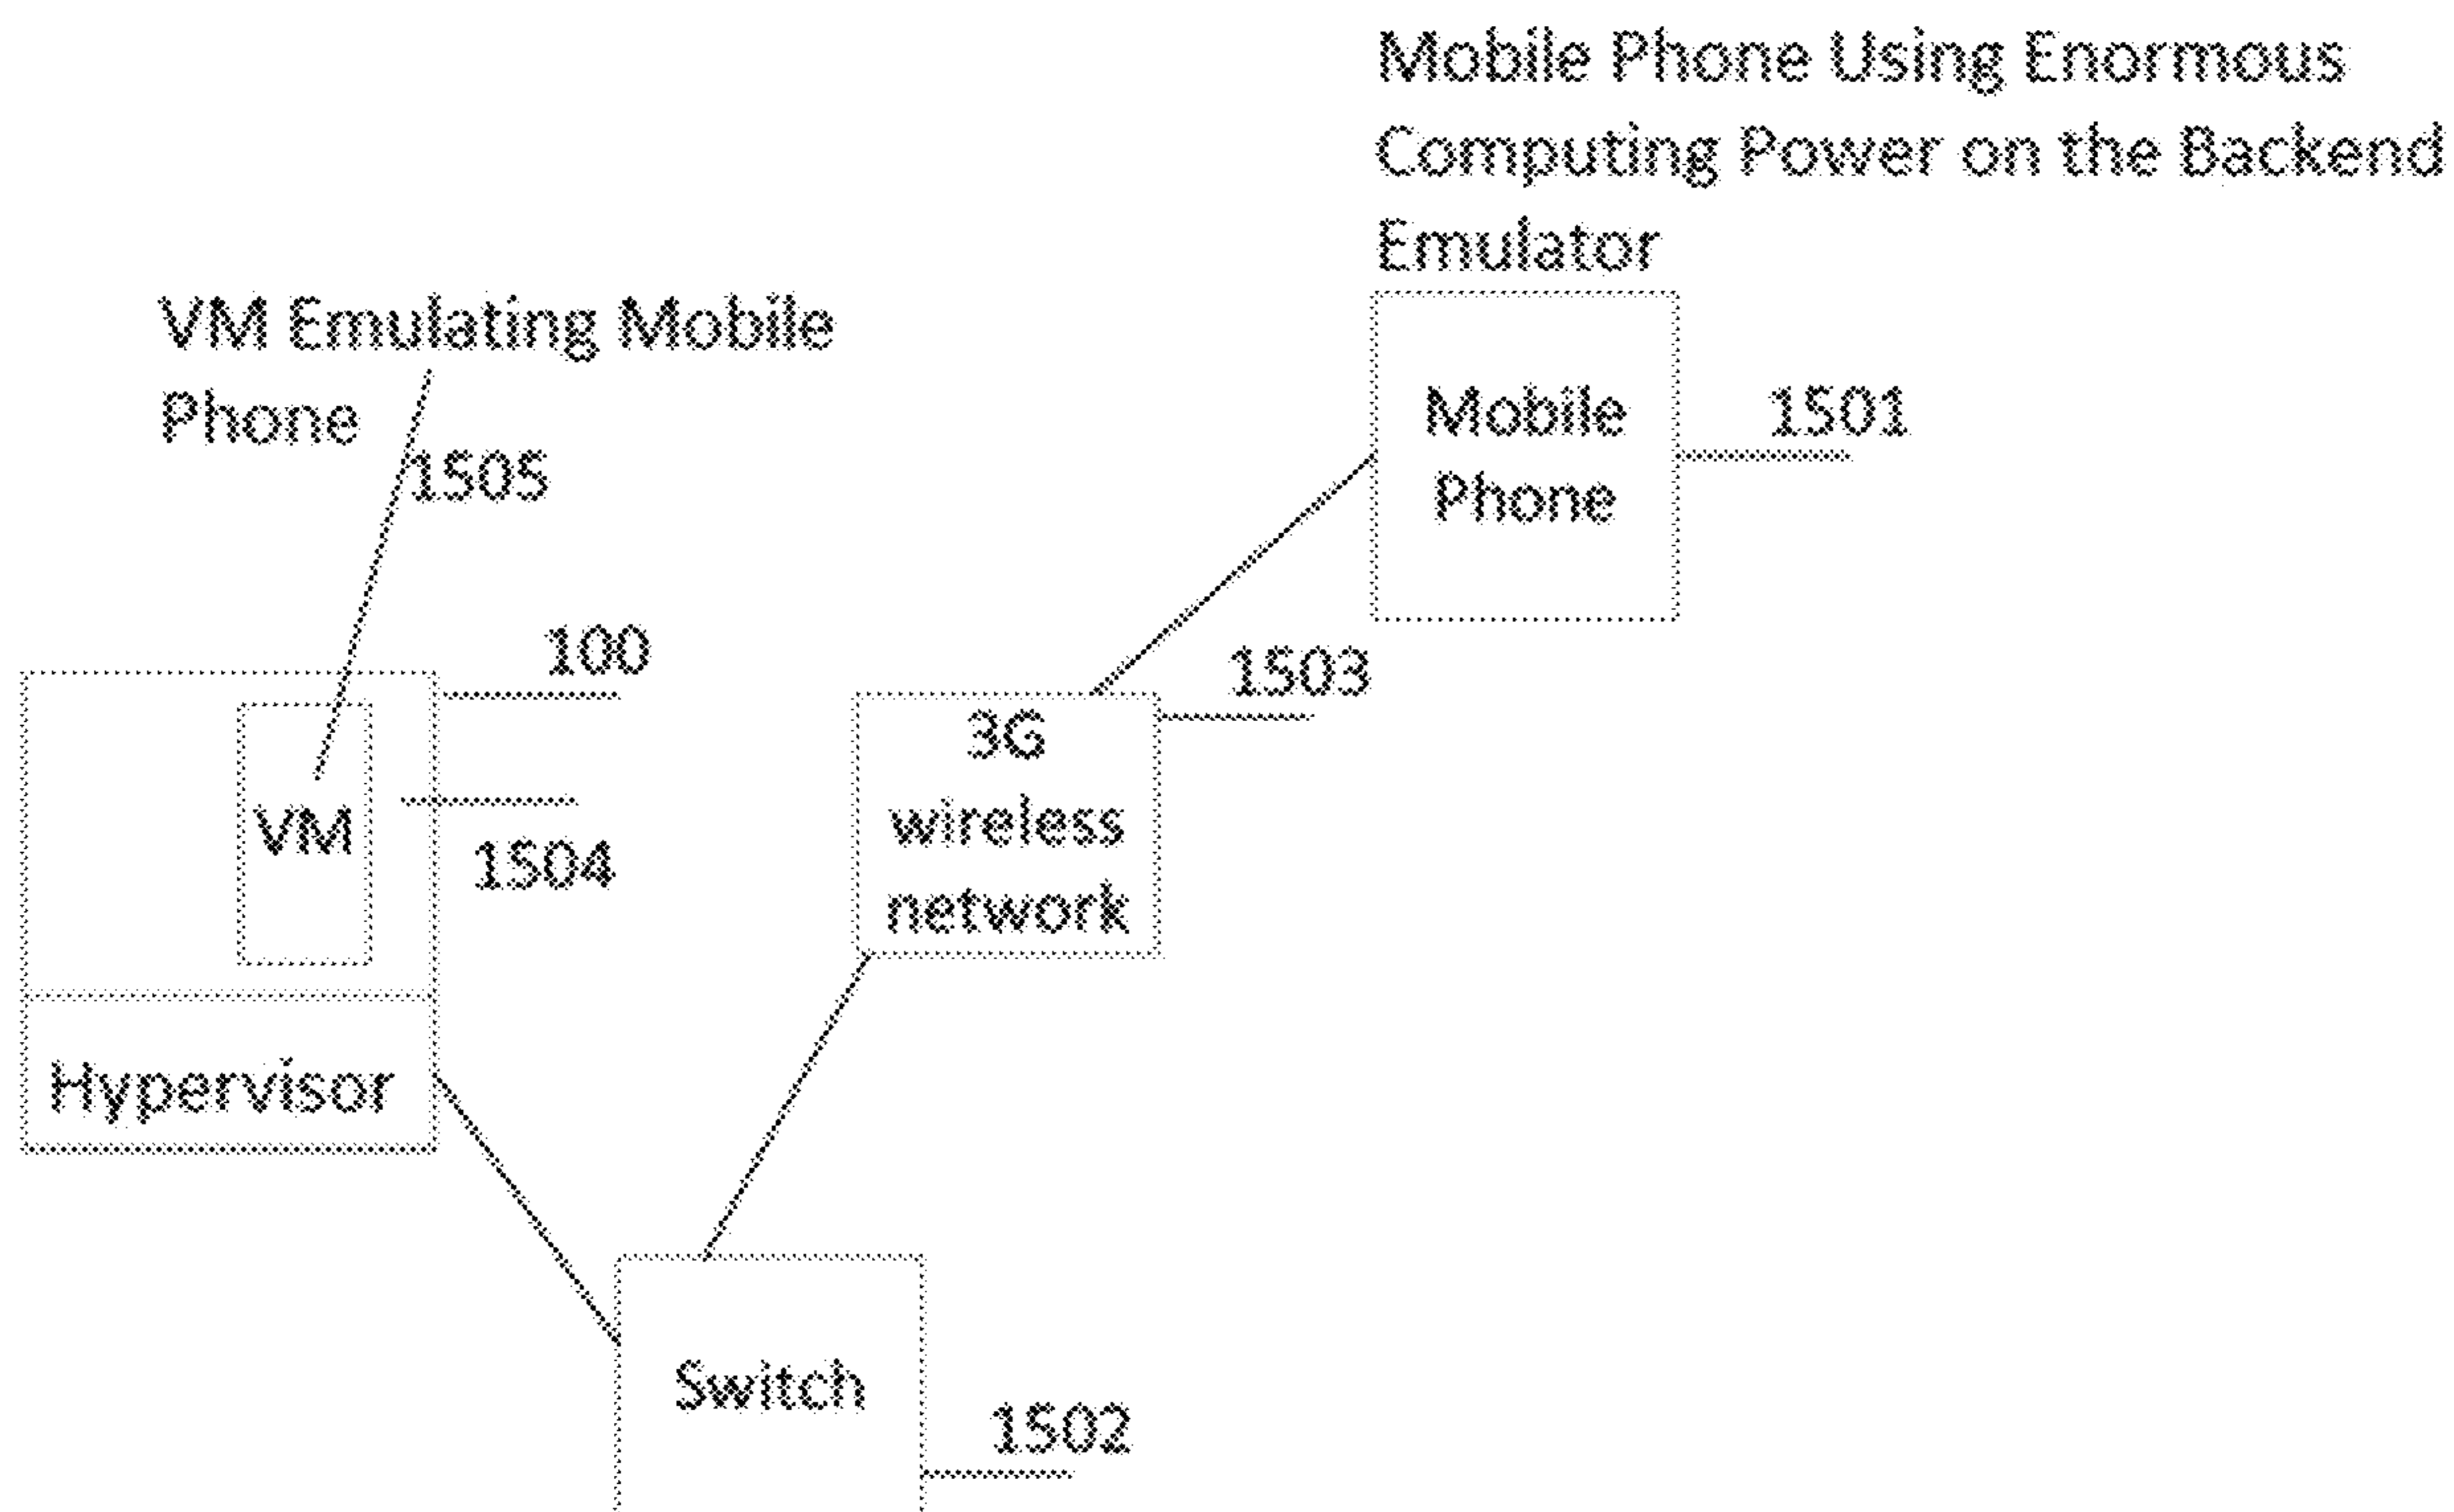 Mobile Phone Using Enormous
Computing Power on the Backend
Emulator
VM Emulating Mobile
Phone
1505
Mobile
Phone
1501
100
1503
VM
1504
3G
wireless
network
Hypervisor
Switch
1502